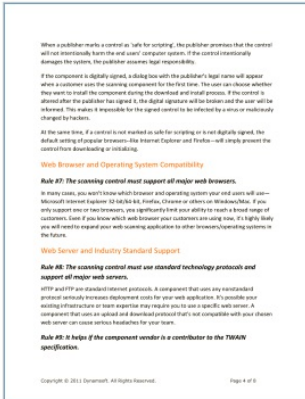 When a publisher marks a control as 'safe for scripting', the publisher promises that the control
will not intentionally harm the end users' computer system. If the control intentionally
damages the system, the publisher assumes legal responsibility.
If the component is digitally signed, a dialog box with the publisher's legal name will appear
when a customer uses the scanning component for the first time. The user can choose whether
they want to install the component during the download and install process. If the control is
altered after the publisher has signed it, the digital signature will be broken and the user will be
informed. This makes it impossible for the signed control to be infected by a virus or maliciously
changed by hackers.
At the same time, if a control is not marked as safe for scripting or is not digitally signed, the
default setting of popular browsers—like Internet Explorer and Firefox—will simply prevent the
control from downloading or initializing.
Web Browser and Operating System Compatibility
Rule #7: The scanning control must support all major web browsers.
In many cases, you won't know which browser and operating system your end users will use—
Microsoft Internet Explorer 32-bit/64-bit, Firefox, Chrome or others on Windows/Mac. If you
only support one or two browsers, you significantly limit your ability to reach a broad range of
customers. Even if you know which web browser your customers are using now, it's highly likely
you will need to expand your web scanning application to other browsers/operating systems in
the future.
Web Server and Industry Standard Support
Rule #8: The scanning control must use standard technology protocols and
support all major web servers.
HTTP and FTP are standard Internet protocols. A component that uses any nonstandard
protocol seriously increases deployment costs for your web application. It's possible your
existing infrastructure or team expertise may require you to use a specific web server. A
component that uses an upload and download protocol that's not compatible with your chosen
web server can cause serious headaches for your team.
Rule #9: It helps if the component vendor is a contributor to the TWAIN
specification.
Copyright © 2011 Dynamsoft. All Rights Reserved. Page 4 of 8